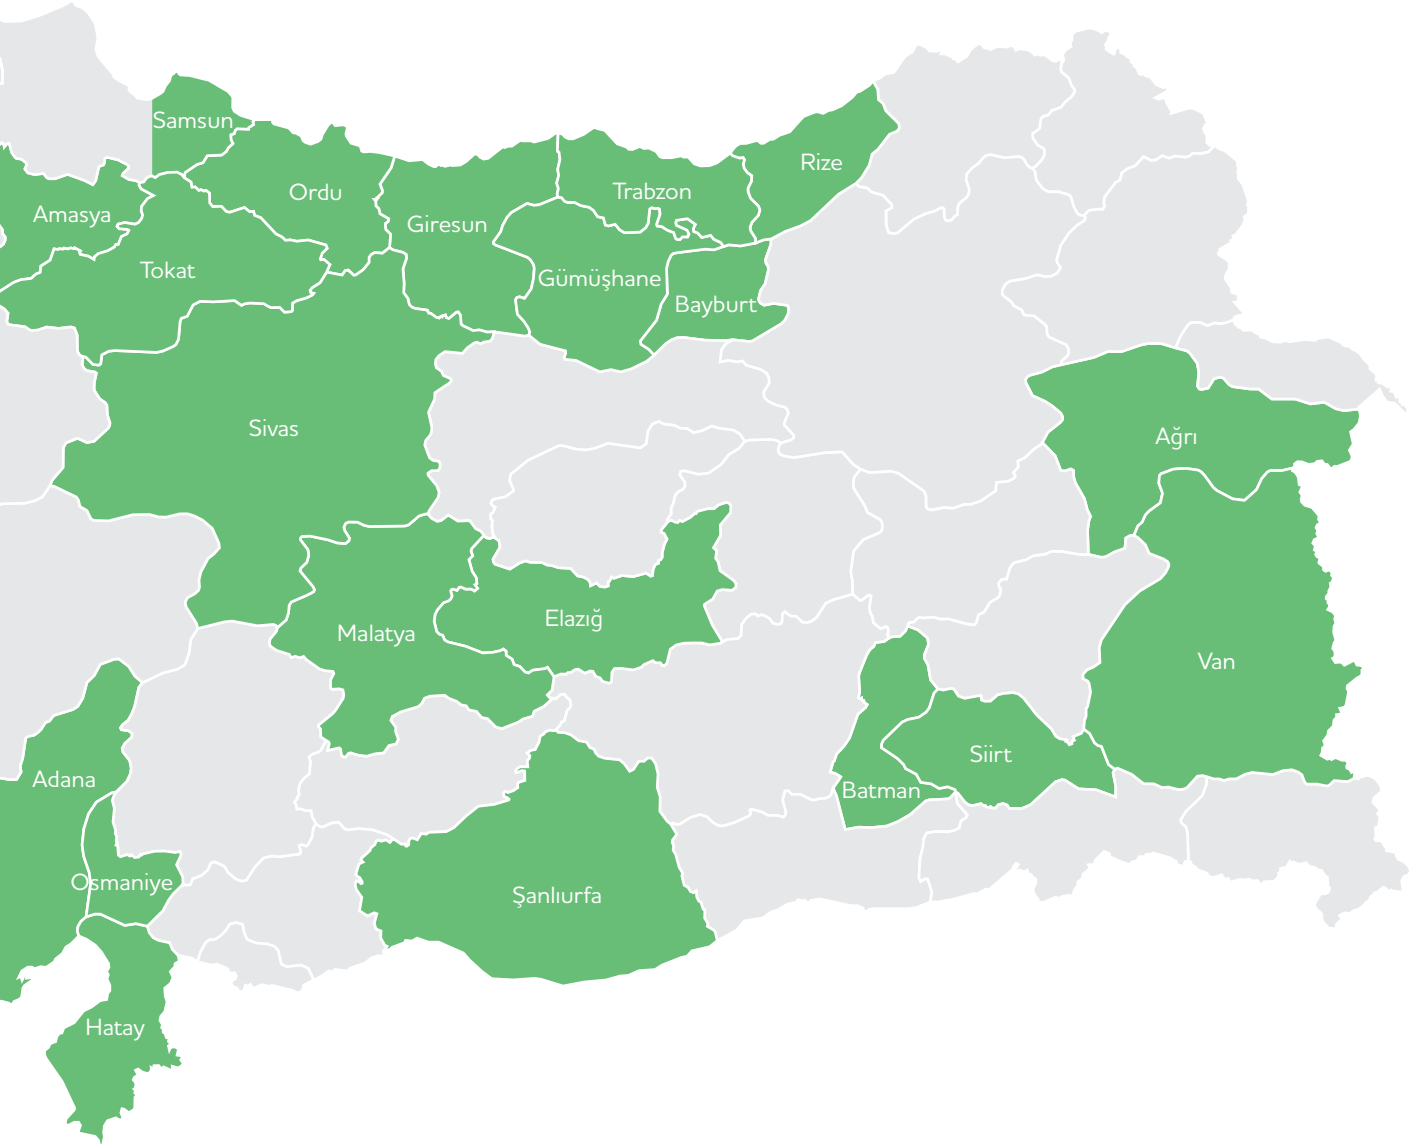 Samsun
Rize
Ordu
Trabzon
Amasya
Giresun
Tokat
Gümüşhane
Bayburt
Sivas
Ağrı
Elazığ
Malatya
Van
Siirt
Adana
Batman
Osmaniye
Şanlıurfa
Hatay